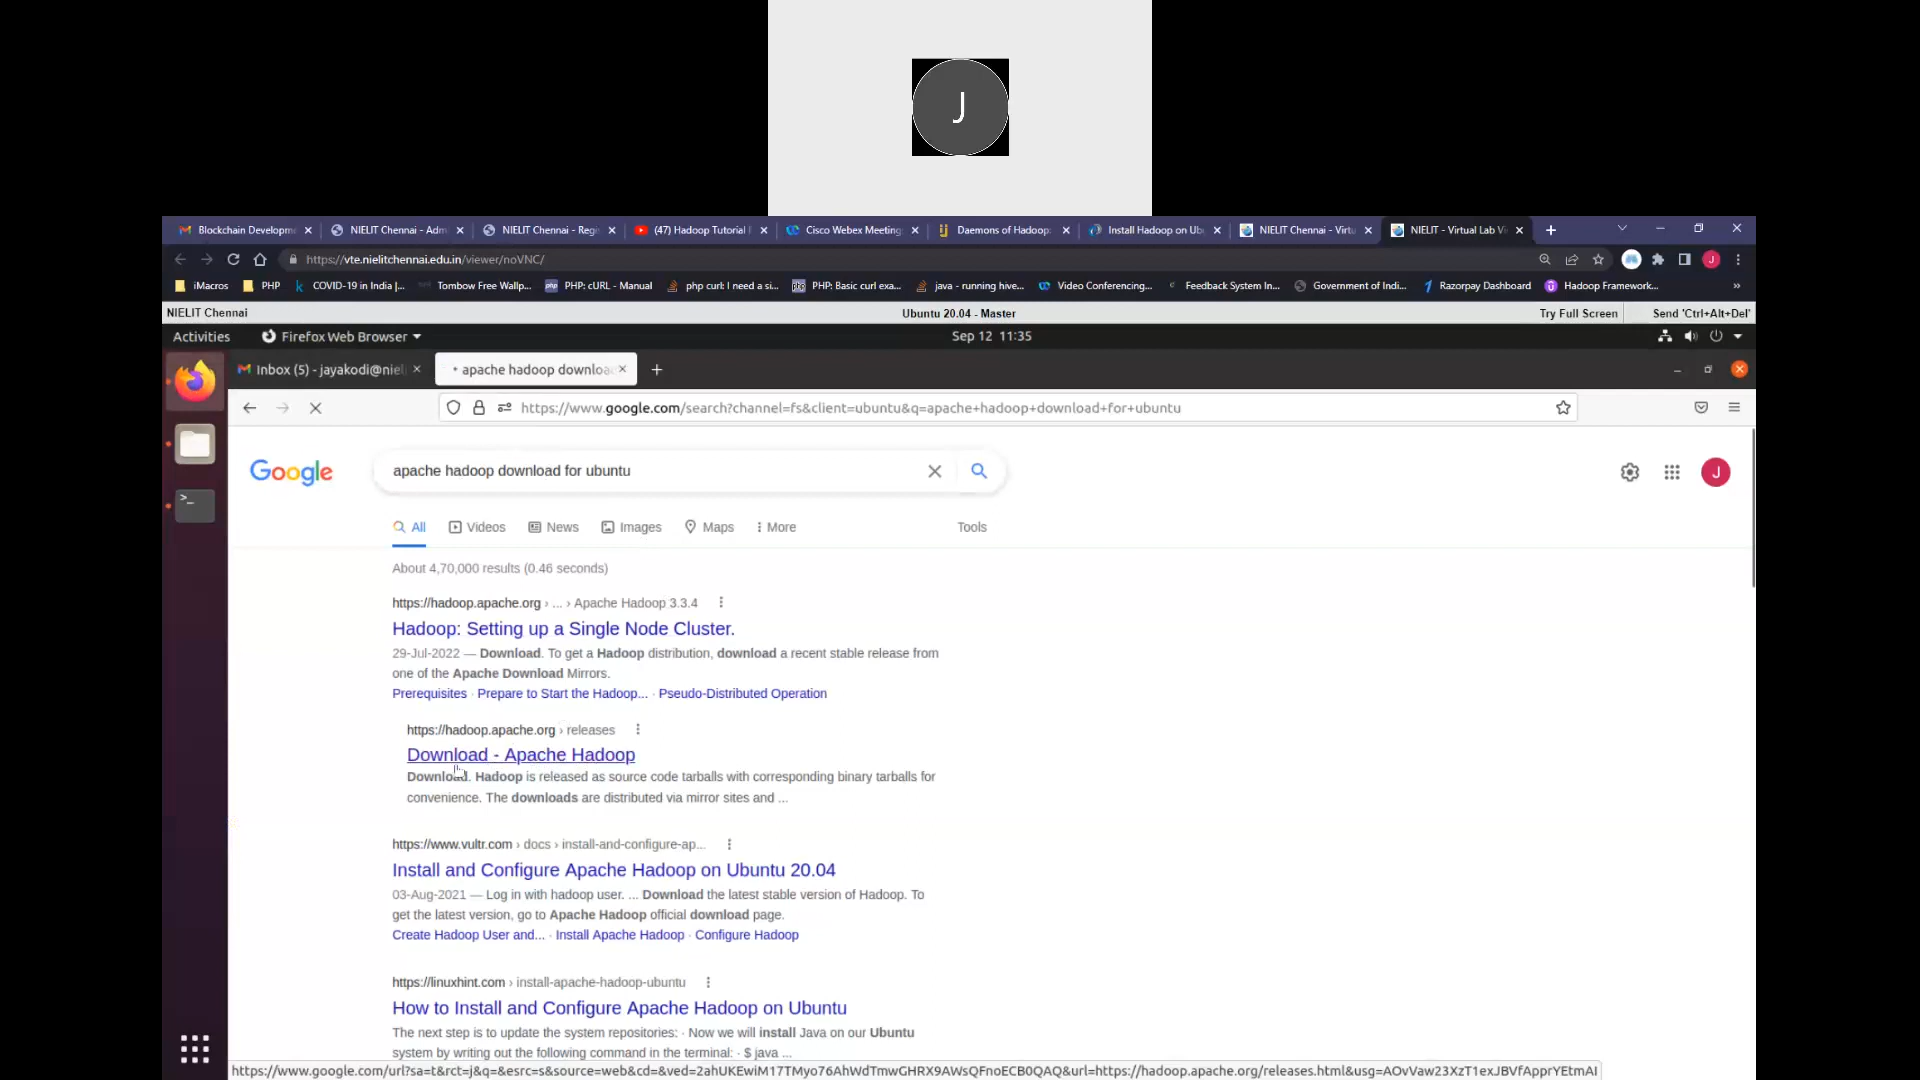 J
Blockchain Developm
NIELIT Chennai - Adm
NIELIT Chennai - Regi
(47) Hadoop Tutorial
Cisco Webex Meeting
Daemons of Hadoop
Install Hadoop on Ub
NIELIT Chennai - Virtu
NIELIT - Virtual Lab Vi
https://vte.nielitchennai.edu.in/viewer/noVNC/
J
iMacros
PHP
COVID-19 in India |...
Tombow Free Wallp...
PHP: cURL - Manual
php curl: I need a si...
PHP: Basic curl exa...
java - running hive...
Video Conferencing...
Feedback System In...
Government of Indi...
Razorpay Dashboard
Hadoop Framework...
NIELIT Chennai
Ubuntu 20.04 - Master
Try Full Screen
Send 'Ctrl+Alt+Del'
Activities
Firefox Web Browser
Sep 12 11:35
Inbox (5) - jayakodi@niel
apache hadoop downloa
https://www.google.com/search?channel=fs&client=ubuntu&q=apache+hadoop+download+for+ubuntu
Google
apache hadoop download for ubuntu
J
All
Videos
News
Images
Maps
More
Tools
About 4,70,000 results (0.46 seconds)
https://hadoop.apache.org › ... › Apache Hadoop 3.3.4
Hadoop: Setting up a Single Node Cluster.
29-Jul-2022 — Download. To get a Hadoop distribution, download a recent stable release from
one of the Apache Download Mirrors.
Prerequisites · Prepare to Start the Hadoop... · Pseudo-Distributed Operation
https://hadoop.apache.org › releases
Download - Apache Hadoop
Download. Hadoop is released as source code tarballs with corresponding binary tarballs for
convenience. The downloads are distributed via mirror sites and ...
https://www.vultr.com › docs › install-and-configure-ap...
Install and Configure Apache Hadoop on Ubuntu 20.04
03-Aug-2021 — Log in with hadoop user. ... Download the latest stable version of Hadoop. To
get the latest version, go to Apache Hadoop official download page.
Create Hadoop User and... · Install Apache Hadoop · Configure Hadoop
https://linuxhint.com › install-apache-hadoop-ubuntu
How to Install and Configure Apache Hadoop on Ubuntu
The next step is to update the system repositories: · Now we will install Java on our Ubuntu
system by writing out the following command in the terminal: · $ java ...
https://www.google.com/url?sa=t&rct=j&q=&esrc=s&source=web&cd=&ved=2ahUKEwiM17TMyo76AhWdTmwGHRX9AWsQFnoECB0QAQ&url=https://hadoop.apache.org/releases.html&usg=AOvVaw23XzT1exJBVfApprYEtmAI